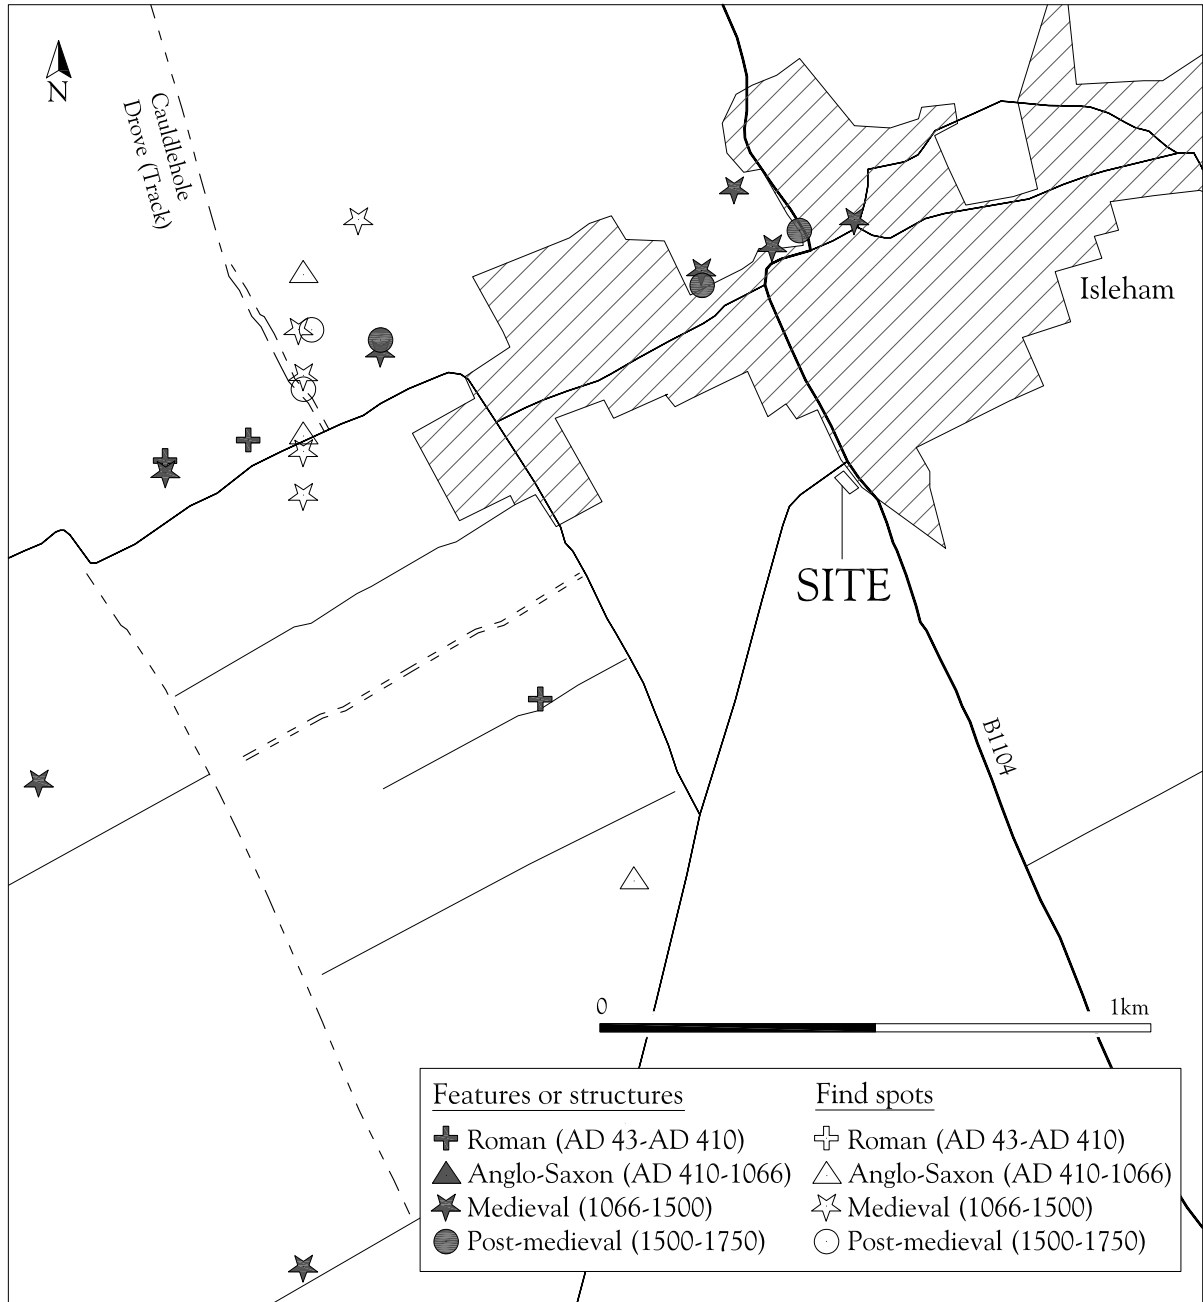 N
Cauldlehole
Drove (Track)
Isleham
SITE
B1104
0 1km
Features or structures
Roman (AD 43-AD 410)
Anglo-Saxon (AD 410-1066)
Medieval (1066-1500)
Post-medieval (1500-1750)
Find spots
Roman (AD 43-AD 410)
Anglo-Saxon (AD 410-1066)
Medieval (1066-1500)
Post-medieval (1500-1750)